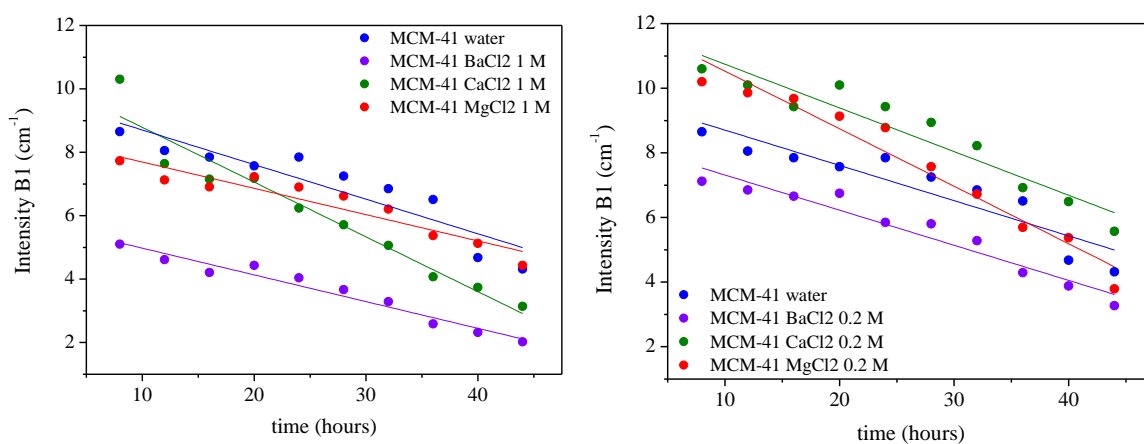 12
10
8
6
4
2
Intensity B1 (cm⁻¹)
MCM-41 water
MCM-41 BaCl2 1 M
MCM-41 CaCl2 1 M
MCM-41 MgCl2 1 M
10 20 30 40
time (hours)
12
10
8
6
4
2
Intensity B1 (cm⁻¹)
MCM-41 water
MCM-41 BaCl2 0.2 M
MCM-41 CaCl2 0.2 M
MCM-41 MgCl2 0.2 M
10 20 30 40
time (hours)